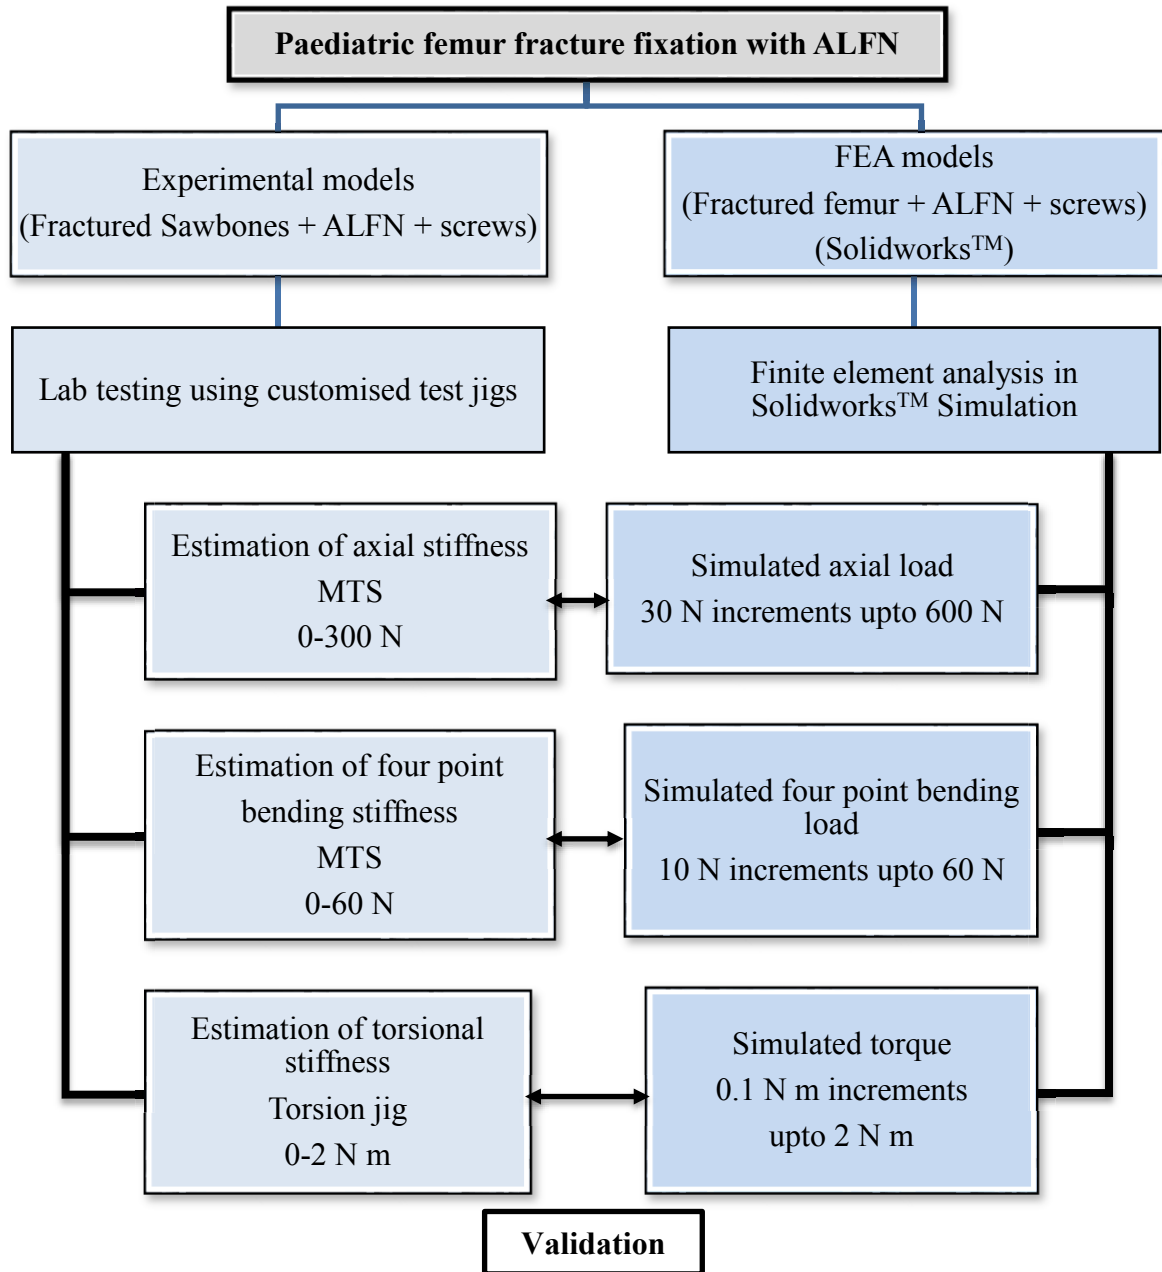 Paediatric femur fracture fixation with ALFN
Experimental models
(Fractured Sawbones + ALFN + screws)
FEA models
(Fractured femur + ALFN + screws)
(Solidworks™)
Lab testing using customised test jigs
Finite element analysis in
Solidworks™ Simulation
Estimation of axial stiffness
MTS
0-300 N
Simulated axial load
30 N increments upto 600 N
Estimation of four point
bending stiffness
MTS
0-60 N
Simulated four point bending
load
10 N increments upto 60 N
Estimation of torsional
stiffness
Torsion jig
0-2 N m
Simulated torque
0.1 N m increments
upto 2 N m
Validation